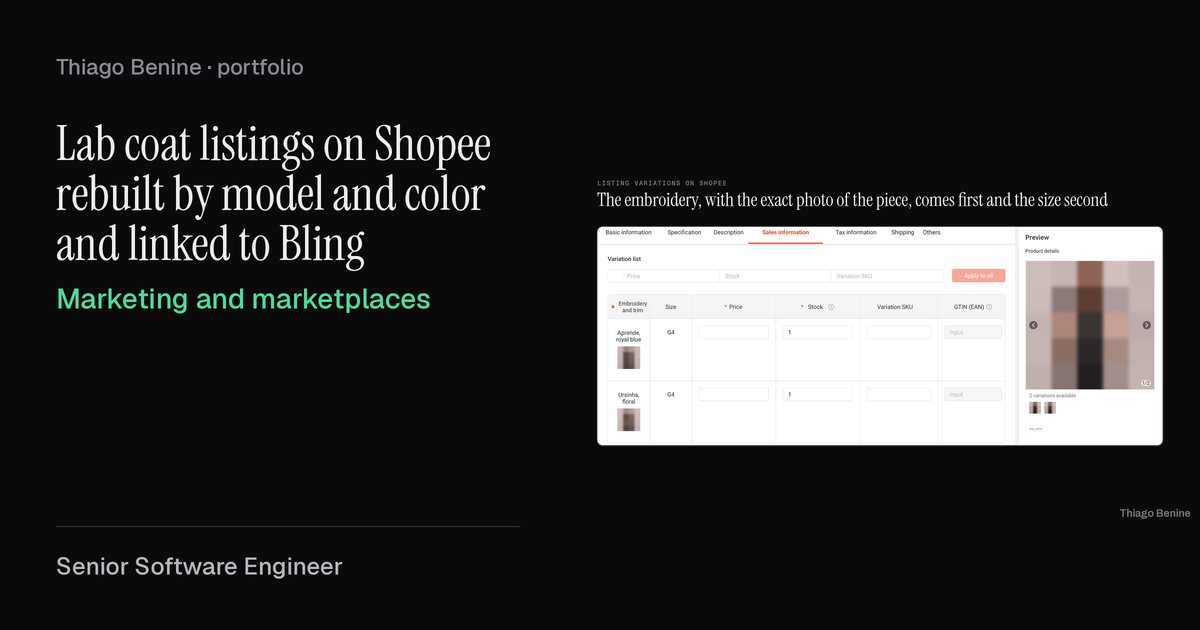 Thiago Benine · portfolio
Lab coat listings on Shopee
rebuilt by model and color
and linked to Bling
Marketing and marketplaces
Senior Software Engineer
LISTING VARIATIONS ON SHOPEE
The embroidery, with the exact photo of the piece, comes first and the size second
Basic information Specification Description Sales information Tax information Shipping Others
Variation list
Price Stock Variation SKU Apply to all
Embroidery
and trim
Size * Price * Stock Variation SKU GTIN (EAN)
Aprende,
royal blue
G4 1 Input
Ursinha,
floral
G4 1 Input
Preview
Product details
1/2
2 variations available
Thiago Benine